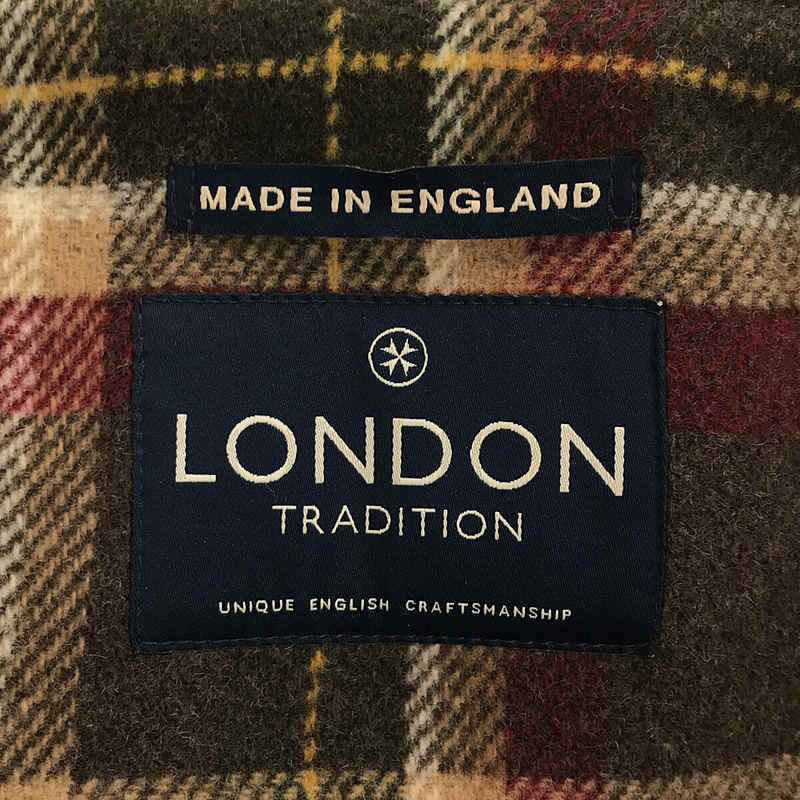 MADE IN ENGLAND
LONDON
TRADITION
UNIQUE ENGLISH CRAFTSMANSHIP